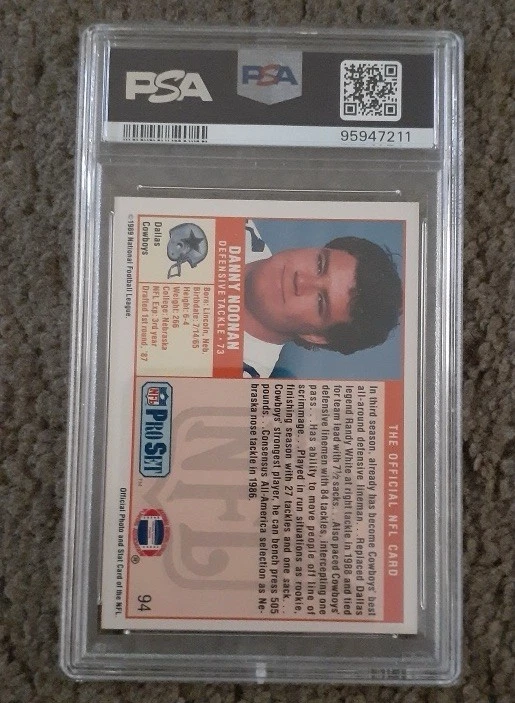 PSA
PSA
95947211
THE OFFICIAL NFL CARD
DANNY NOONAN
DEFENSIVE TACKLE • 73
Born: Lincoln, Neb.
Birthdate: 7/14/65
Height: 6-4
Weight: 266
College: Nebraska
NFL Exp: 3rd year
Drafted 1st round, '87
Dallas
Cowboys
©1989 National Football League.
In third season, already has become Cowboys' best
all-around defensive lineman. . . Replaced Dallas
legend Randy White at right tackle in 1988 and tied
for team lead with 7½ sacks. . . Also paced Cowboys'
defensive linemen with 84 tackles, intercepting one
pass. . . Has ability to move people off line of
scrimmage. . . Played in run situations as rookie,
finishing season with 27 tackles and one sack. . .
Cowboys' strongest player, he can bench press 505
pounds. . . Consensus All-America selection as Ne-
braska nose tackle in 1986.
NFL
NFL
PRO SET
™
®
Official Photo and Stat Card of the NFL.
94